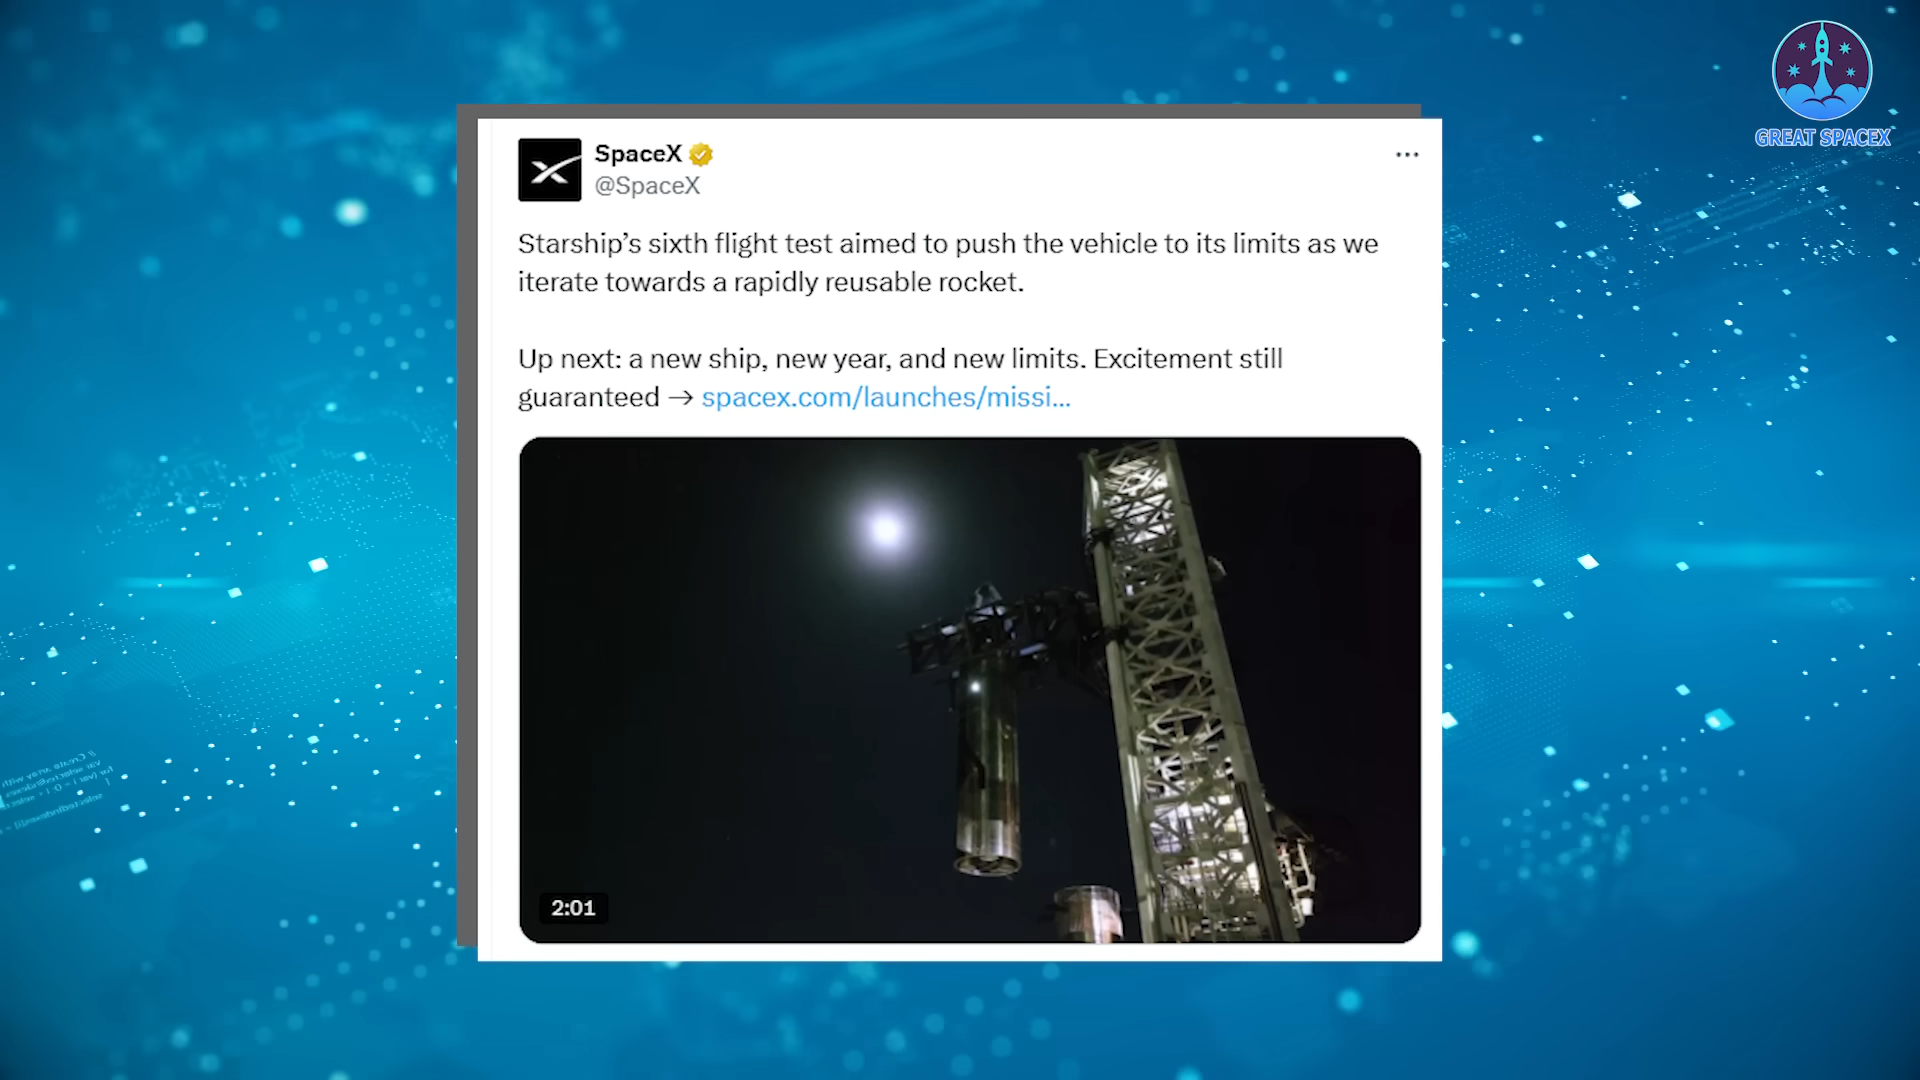 GREAT SPACEX
SpaceX
@SpaceX
Starship’s sixth flight test aimed to push the vehicle to its limits as we
iterate towards a rapidly reusable rocket.
Up next: a new ship, new year, and new limits. Excitement still
guaranteed → spacex.com/launches/missi...
2:01